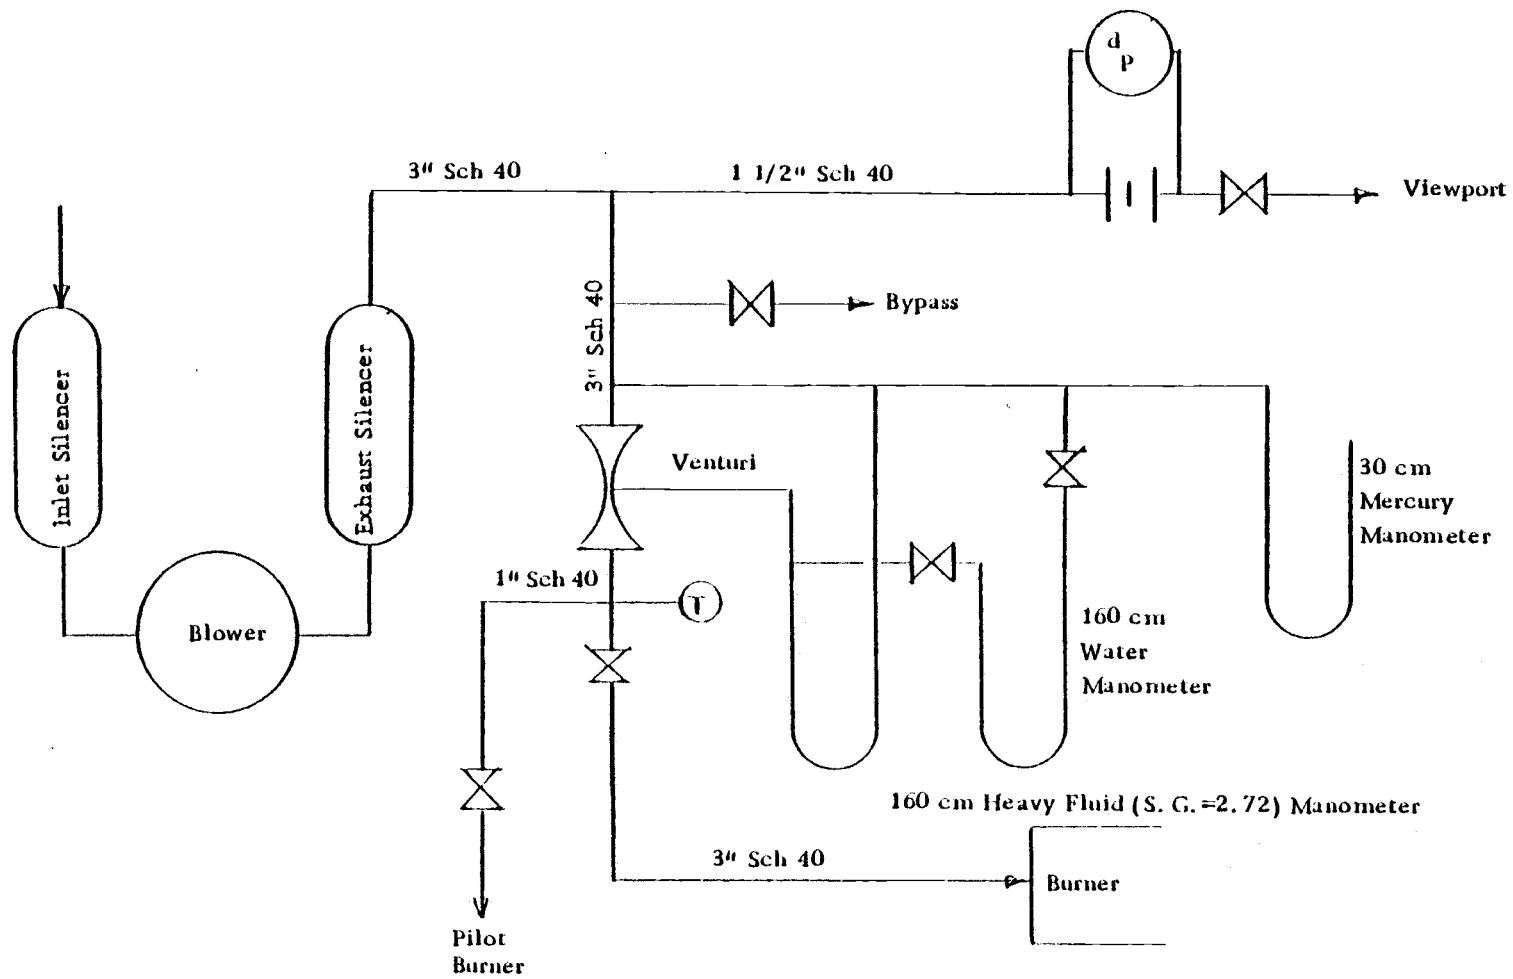 d
p
3" Sch 40
1 1/2" Sch 40
Viewport
Bypass
3" Sch 40
Inlet Silencer
Exhaust Silencer
Venturi
30 cm
Mercury
Manometer
1" Sch 40
T
Blower
160 cm
Water
Manometer
160 cm Heavy Fluid (S. G. =2.72) Manometer
3" Sch 40
Burner
Pilot
Burner